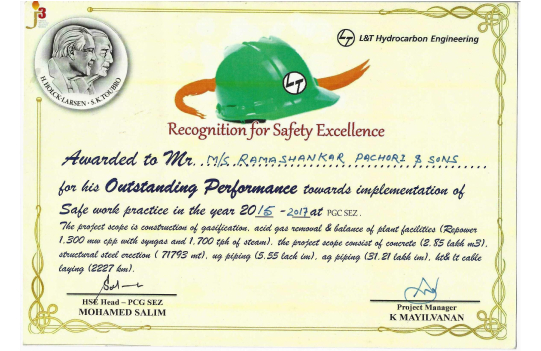 j3
H.HOLCK-LARSEN · S.K.TOUBRO
L&T Hydrocarbon Engineering
LT
Recognition for Safety Excellence
Awarded to Mr. M/S RAMASHANKAR PACHORI & SONS
for his Outstanding Performance towards implementation of
Safe work practice in the year 2015 - 2017 at PGC SEZ.
The project scope is construction of gasification, acid gas removal & balance of plant facilities (Repower
1,300 mw cpp with syngas and 1,700 tph of steam). the project scope consist of concrete (2.85 lakh m3),
structural steel erection ( 71793 mt), ug piping (5.55 lach im), ag piping (31.21 lakh im), ht& lt cable
laying (2227 km).
HSE Head – PCG SEZ
MOHAMED SALIM
Project Manager
K MAYILVANAN